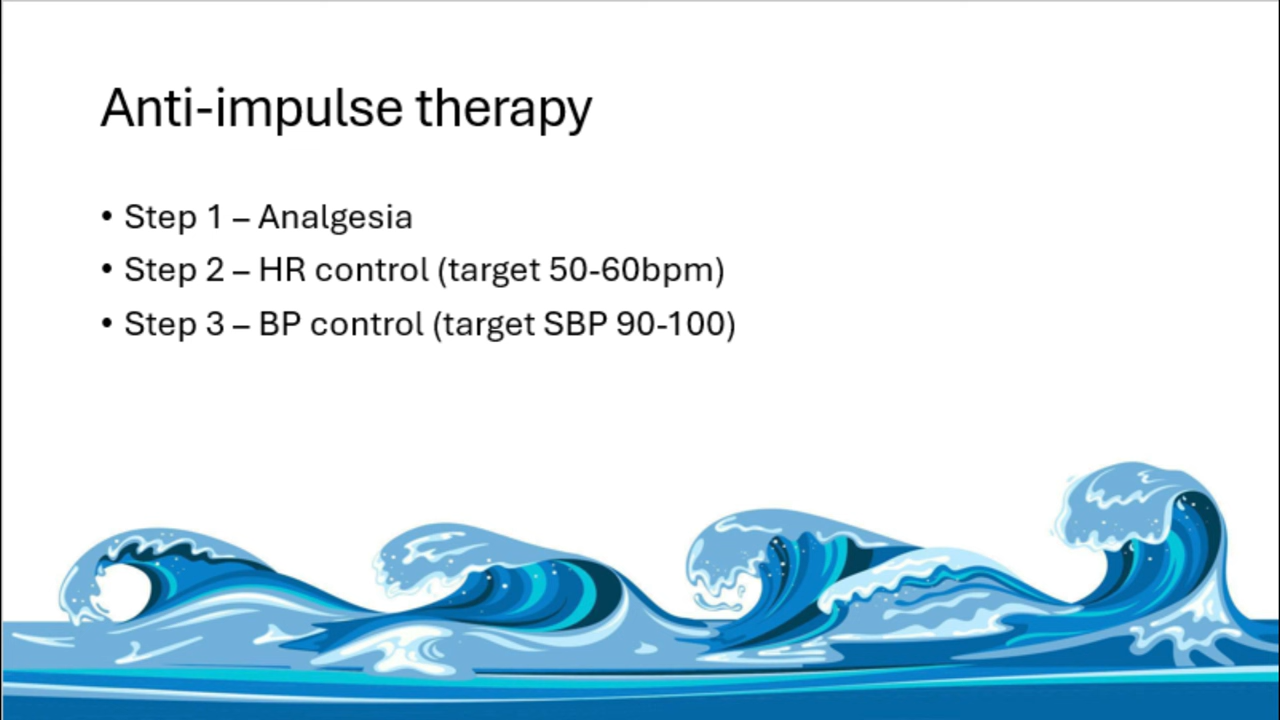 Anti-impulse therapy
• Step 1 – Analgesia
• Step 2 – HR control (target 50-60bpm)
• Step 3 – BP control (target SBP 90-100)